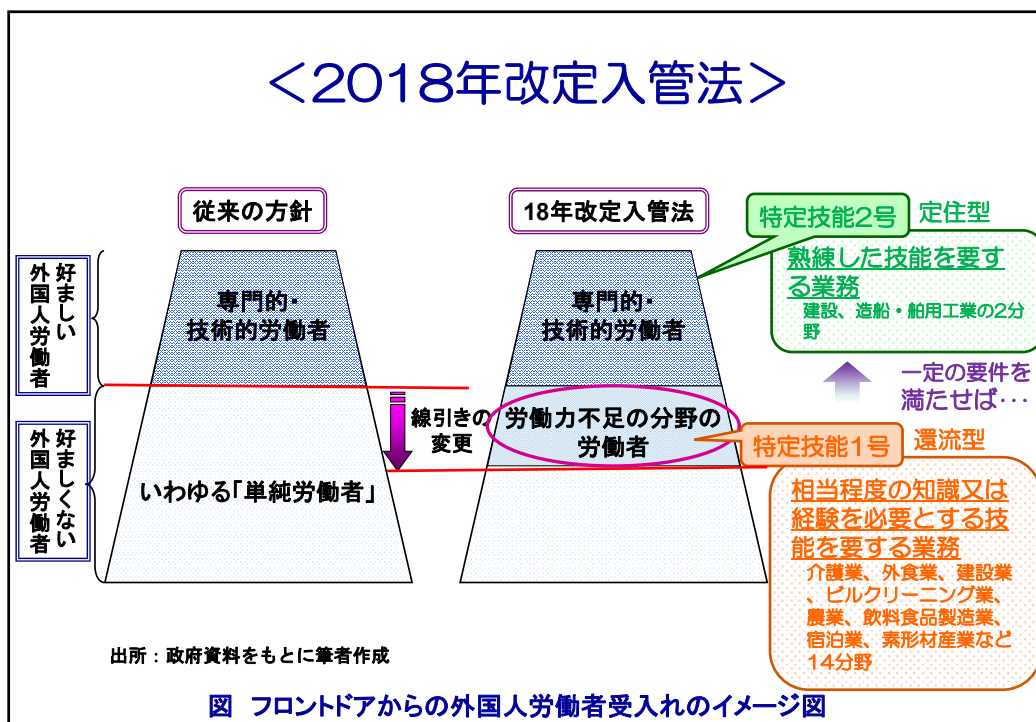 ＜2018年改定入管法＞
従来の方針
18年改定入管法
特定技能2号
定住型
好ましい
外国人労働者
専門的・
技術的労働者
専門的・
技術的労働者
熟練した技能を要す
る業務
建設、造船・舶用工業の2分
野
一定の要件を
満たせば･･･
線引きの
変更
労働力不足の分野の
労働者
特定技能1号
還流型
好ましくない
外国人労働者
いわゆる｢単純労働者｣
相当程度の知識又は
経験を必要とする技
能を要する業務
介護業、外食業、建設業
、ビルクリーニング業、
農業、飲料食品製造業、
宿泊業、素形材産業など
14分野
出所：政府資料をもとに筆者作成
図 フロントドアからの外国人労働者受入れのイメージ図